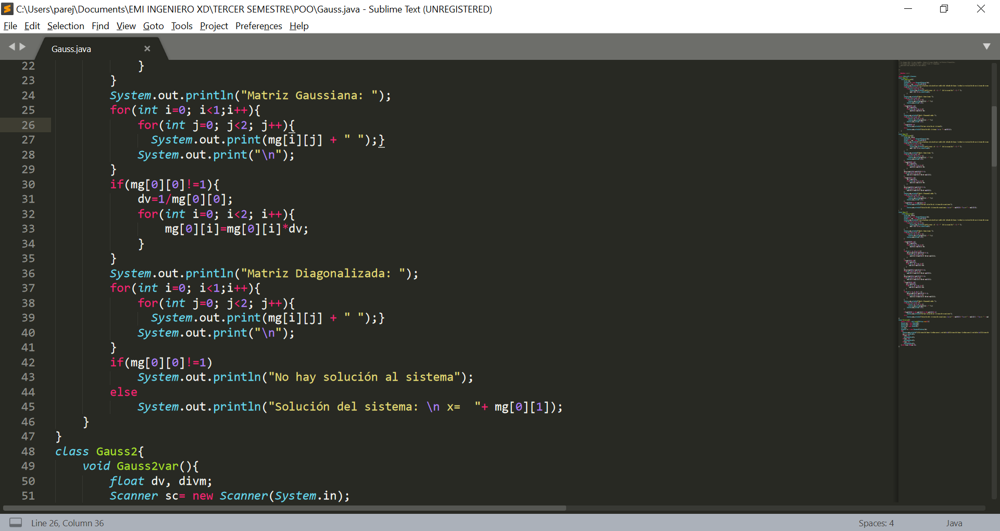 C:\Users\parej\Documents\EMI INGENIERO XD\TERCER SEMESTRE\POO\Gauss.java - Sublime Text (UNREGISTERED)
File Edit Selection Find View Goto Tools Project Preferences Help
Gauss.java
22 }
23 }
24 System.out.println("Matriz Gaussiana: ");
25 for(int i=0; i<1;i++){
26 for(int j=0; j<2; j++){
27 System.out.print(mg[i][j] + " ");}
28 System.out.print("\n");
29 }
30 if(mg[0][0]!=1){
31 dv=1/mg[0][0];
32 for(int i=0; i<2; i++){
33 mg[0][i]=mg[0][i]*dv;
34 }
35 }
36 System.out.println("Matriz Diagonalizada: ");
37 for(int i=0; i<1;i++){
38 for(int j=0; j<2; j++){
39 System.out.print(mg[i][j] + " ");}
40 System.out.print("\n");
41 }
42 if(mg[0][0]!=1)
43 System.out.println("No hay solución al sistema");
44 else
45 System.out.println("Solución del sistema: \n x=  "+ mg[0][1]);
46 }
47 }
48 class Gauss2{
49 void Gauss2var(){
50 float dv, divm;
51 Scanner sc= new Scanner(System.in);
Line 26, Column 36 Spaces: 4 Java